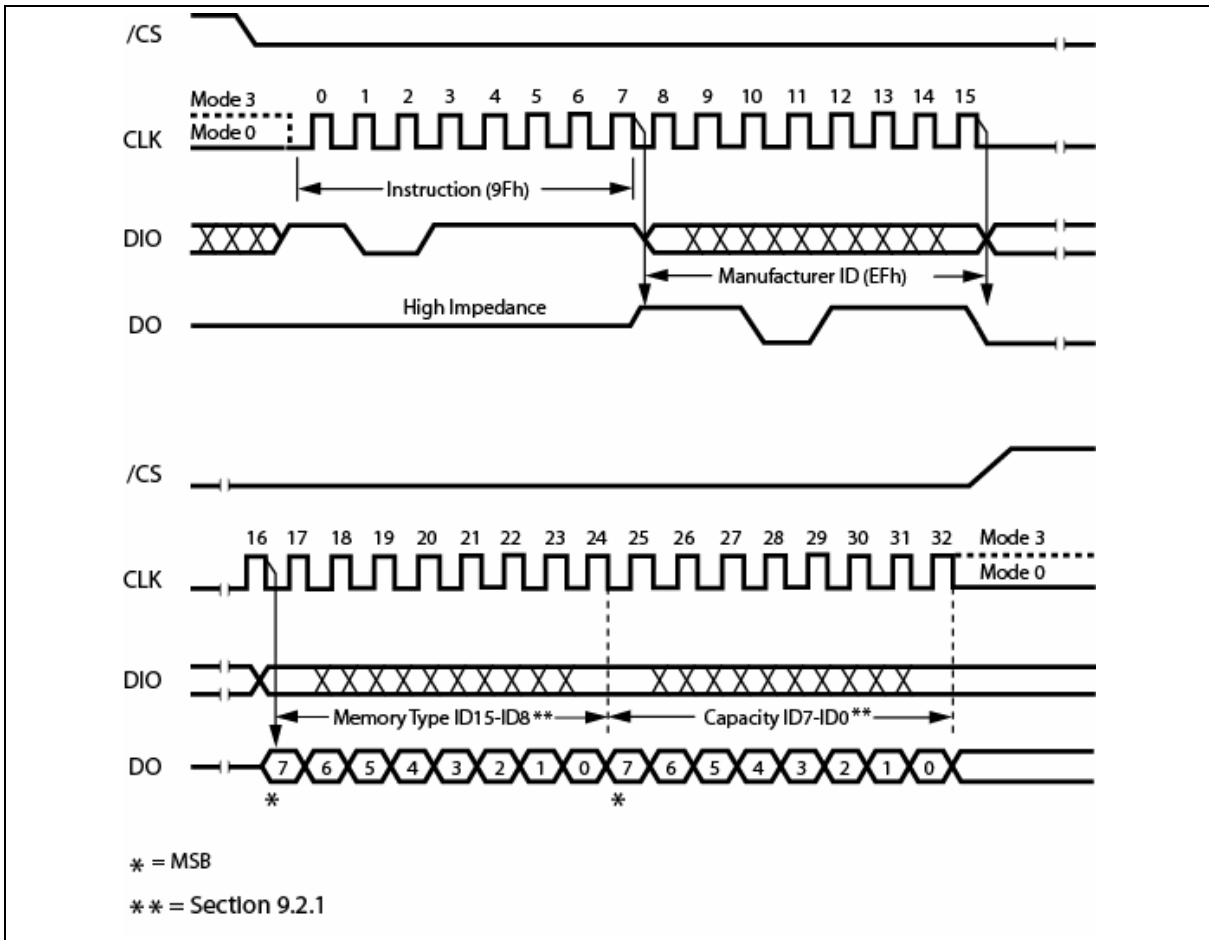 /CS
Mode 3
0 1 2 3 4 5 6 7 8 9 10 11 12 13 14 15
Mode 0
CLK
Instruction (9Fh)
DIO
Manufacturer ID (EFh)
High Impedance
DO
/CS
16 17 18 19 20 21 22 23 24 25 26 27 28 29 30 31 32
Mode 3
Mode 0
CLK
DIO
Memory Type ID15-ID8** Capacity ID7-ID0**
DO 7 6 5 4 3 2 1 0 7 6 5 4 3 2 1 0
* *
* = MSB
** = Section 9.2.1